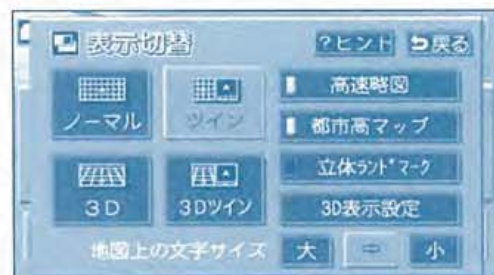 表示切替 ?ヒント 戻る
ノーマル ツイン 高速略図
都市高マップ
3D 3Dツイン 立体ランドマーク
3D表示設定
地図上の文字サイズ 大 中 小